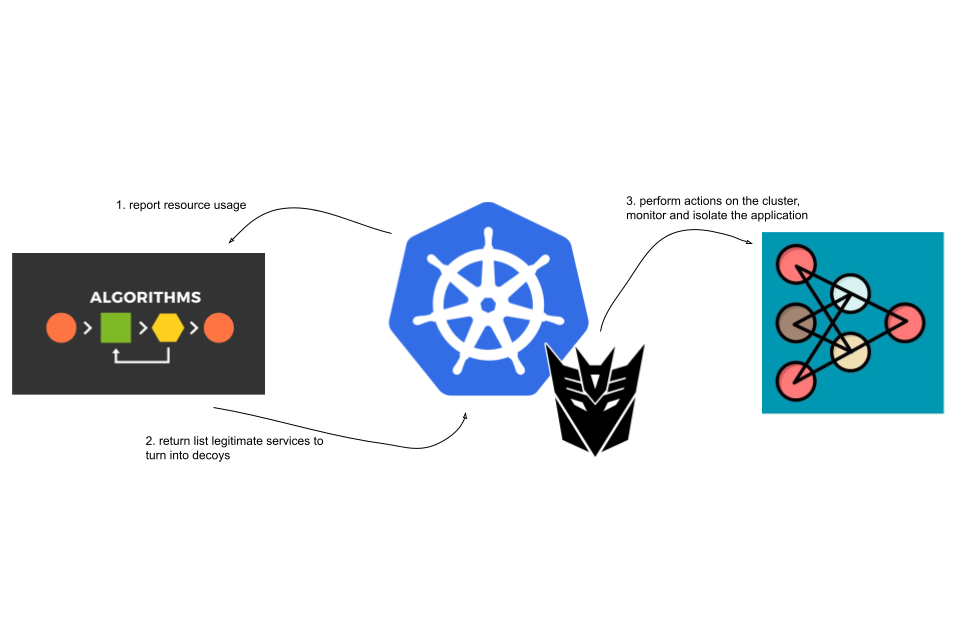 1. report resource usage
3. perform actions on the cluster,
monitor and isolate the application
ALGORITHMS
2. return list legitimate services to
turn into decoys